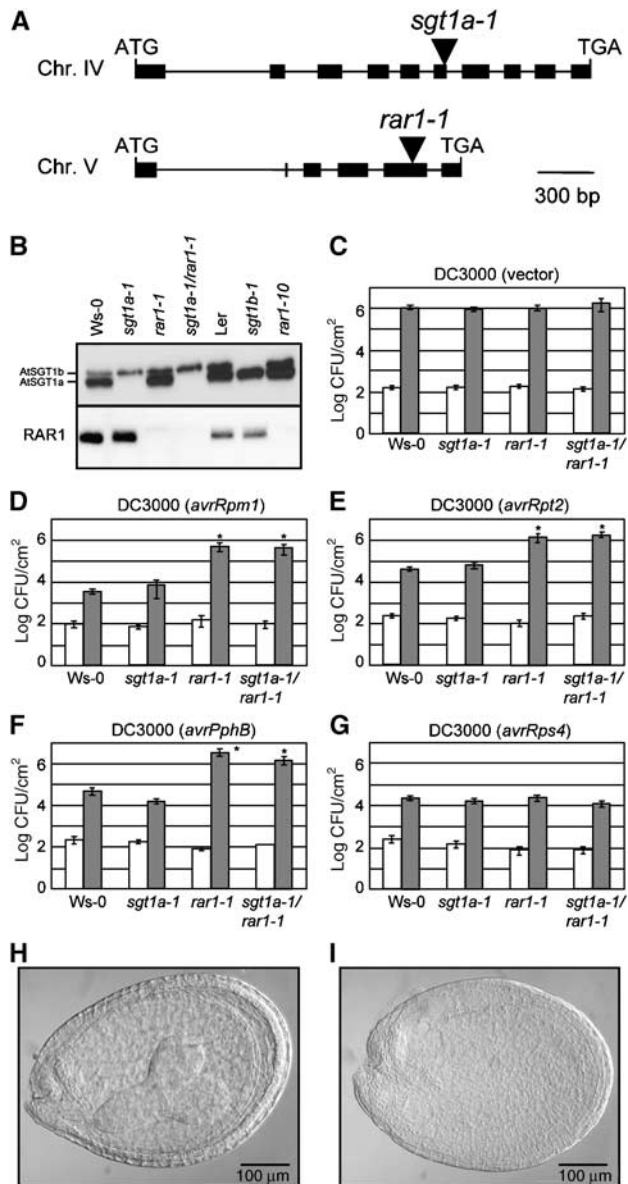 A
sgt1a-1
ATG TGA
Chr. IV
rar1-1
ATG TGA
Chr. V
300 bp
B
Ws-0 sgt1a-1 rar1-1 sgt1a-1/rar1-1 Ler sgt1b-1 rar1-10
AtSGT1b
AtSGT1a
RAR1
C
DC3000 (vector)
Log CFU/cm²
6
4
2
0
Ws-0 sgt1a-1 rar1-1 sgt1a-1/
rar1-1
D
DC3000 (avrRpm1)
Log CFU/cm²
6
4
2
0
* *
Ws-0 sgt1a-1 rar1-1 sgt1a-1/
rar1-1
E
DC3000 (avrRpt2)
Log CFU/cm²
6
4
2
0
* *
Ws-0 sgt1a-1 rar1-1 sgt1a-1/
rar1-1
F
DC3000 (avrPphB)
Log CFU/cm²
6
4
2
0
* *
Ws-0 sgt1a-1 rar1-1 sgt1a-1/
rar1-1
G
DC3000 (avrRps4)
Log CFU/cm²
6
4
2
0
Ws-0 sgt1a-1 rar1-1 sgt1a-1/
rar1-1
H
100 µm
I
100 µm